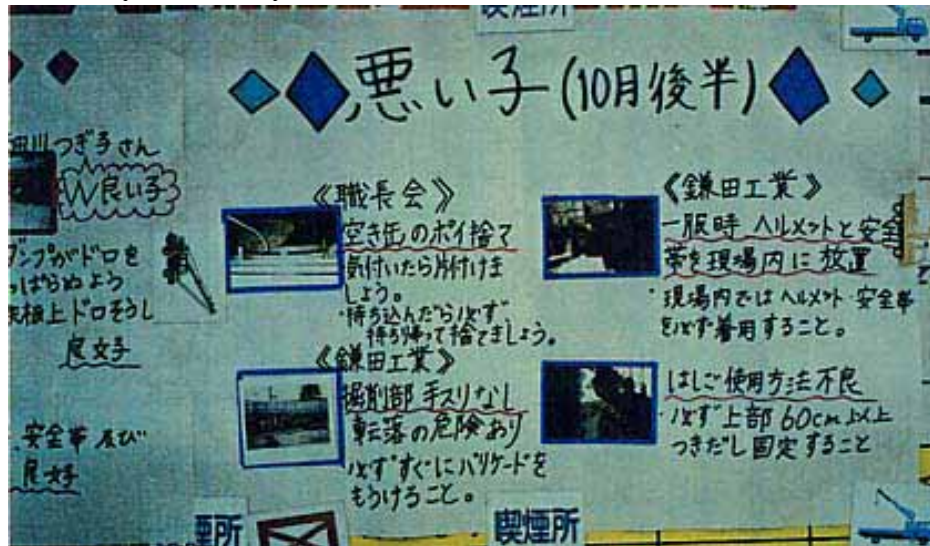 喫煙所
悪い子(10月後半)
川つぎ子さん
W良い子
ダンプがドロを
っぱらぬよう
上ドロそうし
良い子
安全帯 及び
良い子
《職長会》
空き缶のポイ捨て
気付いたら片付けま
しょう。
・持ち込んだら必ず
持ち帰って捨てましょう。
《鎌田工業》
掘削部 手スリなし
転落の危険あり
必ずすぐにバリケードを
もうけること。
《鎌田工業》
一服時 ヘルメットと安全
帯を現場内に放置
・現場内ではヘルメット・安全帯
を必ず着用すること。
はしご使用方法不良
・必ず上部60cm以上
つきだし固定すること
煙所
喫煙所